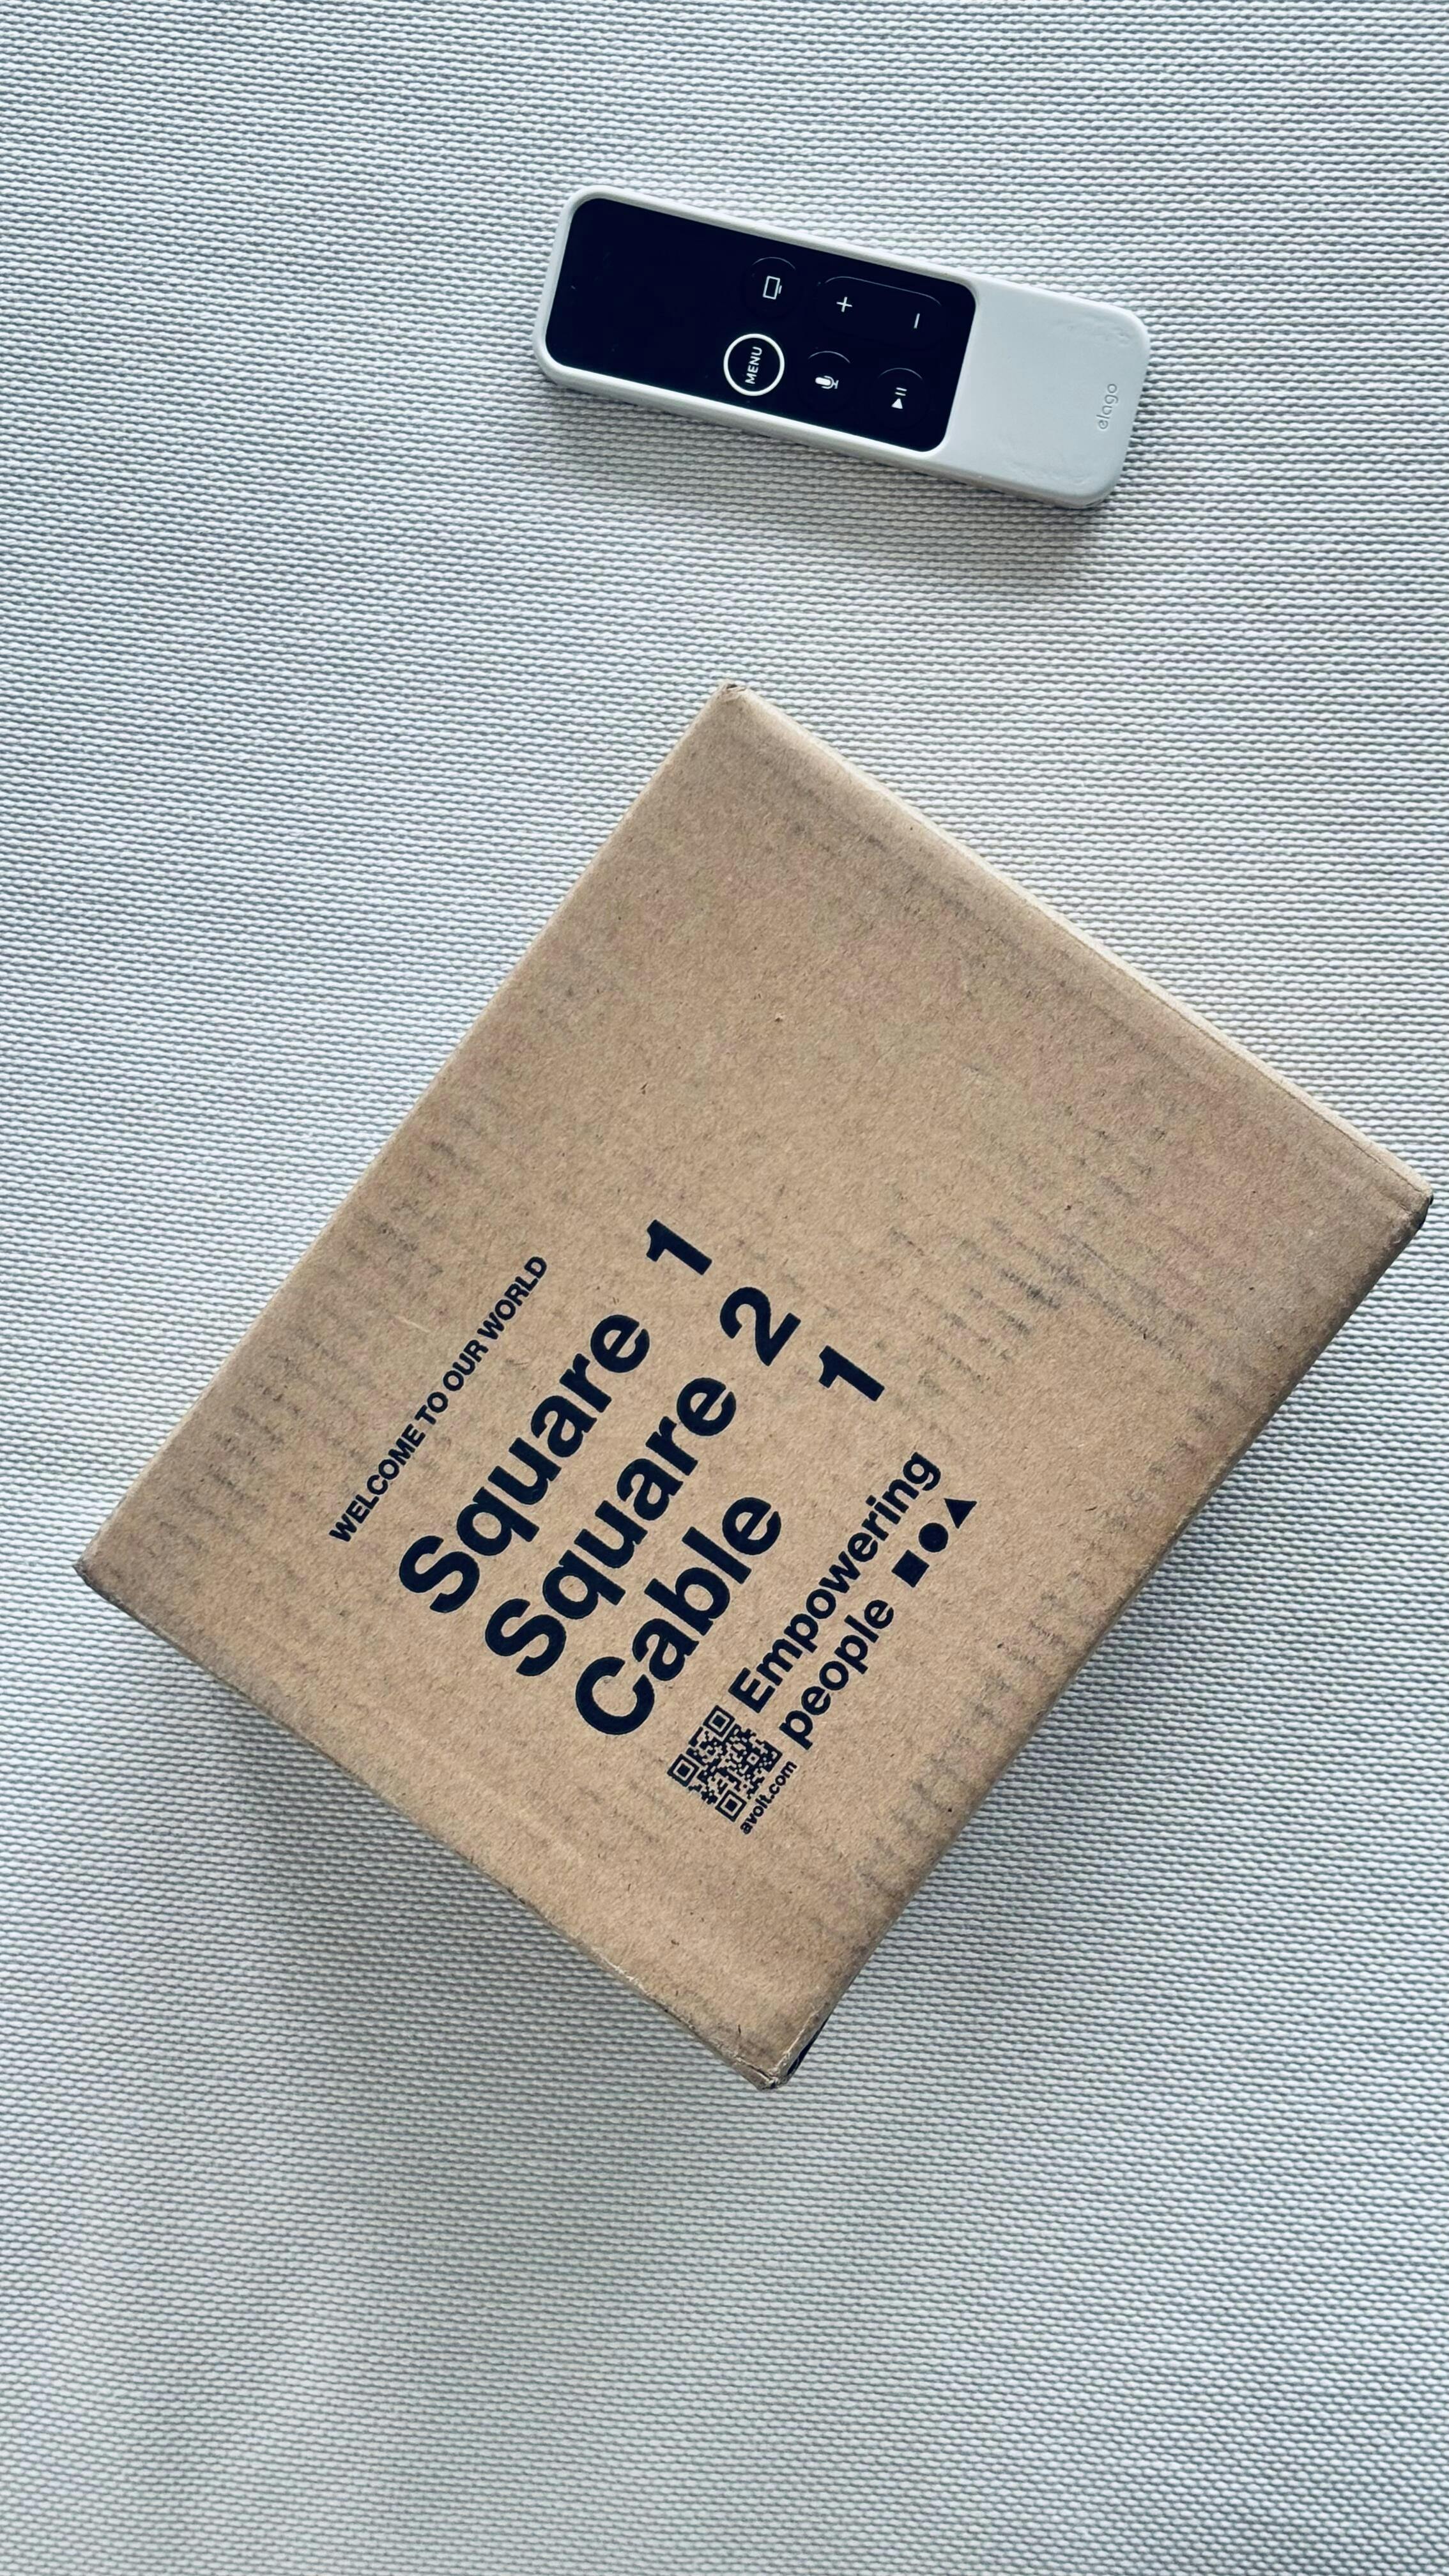 MENU
elago
WELCOME TO OUR WORLD
Square 1
Square 2
Cable 1
Empowering
people
avolt.com